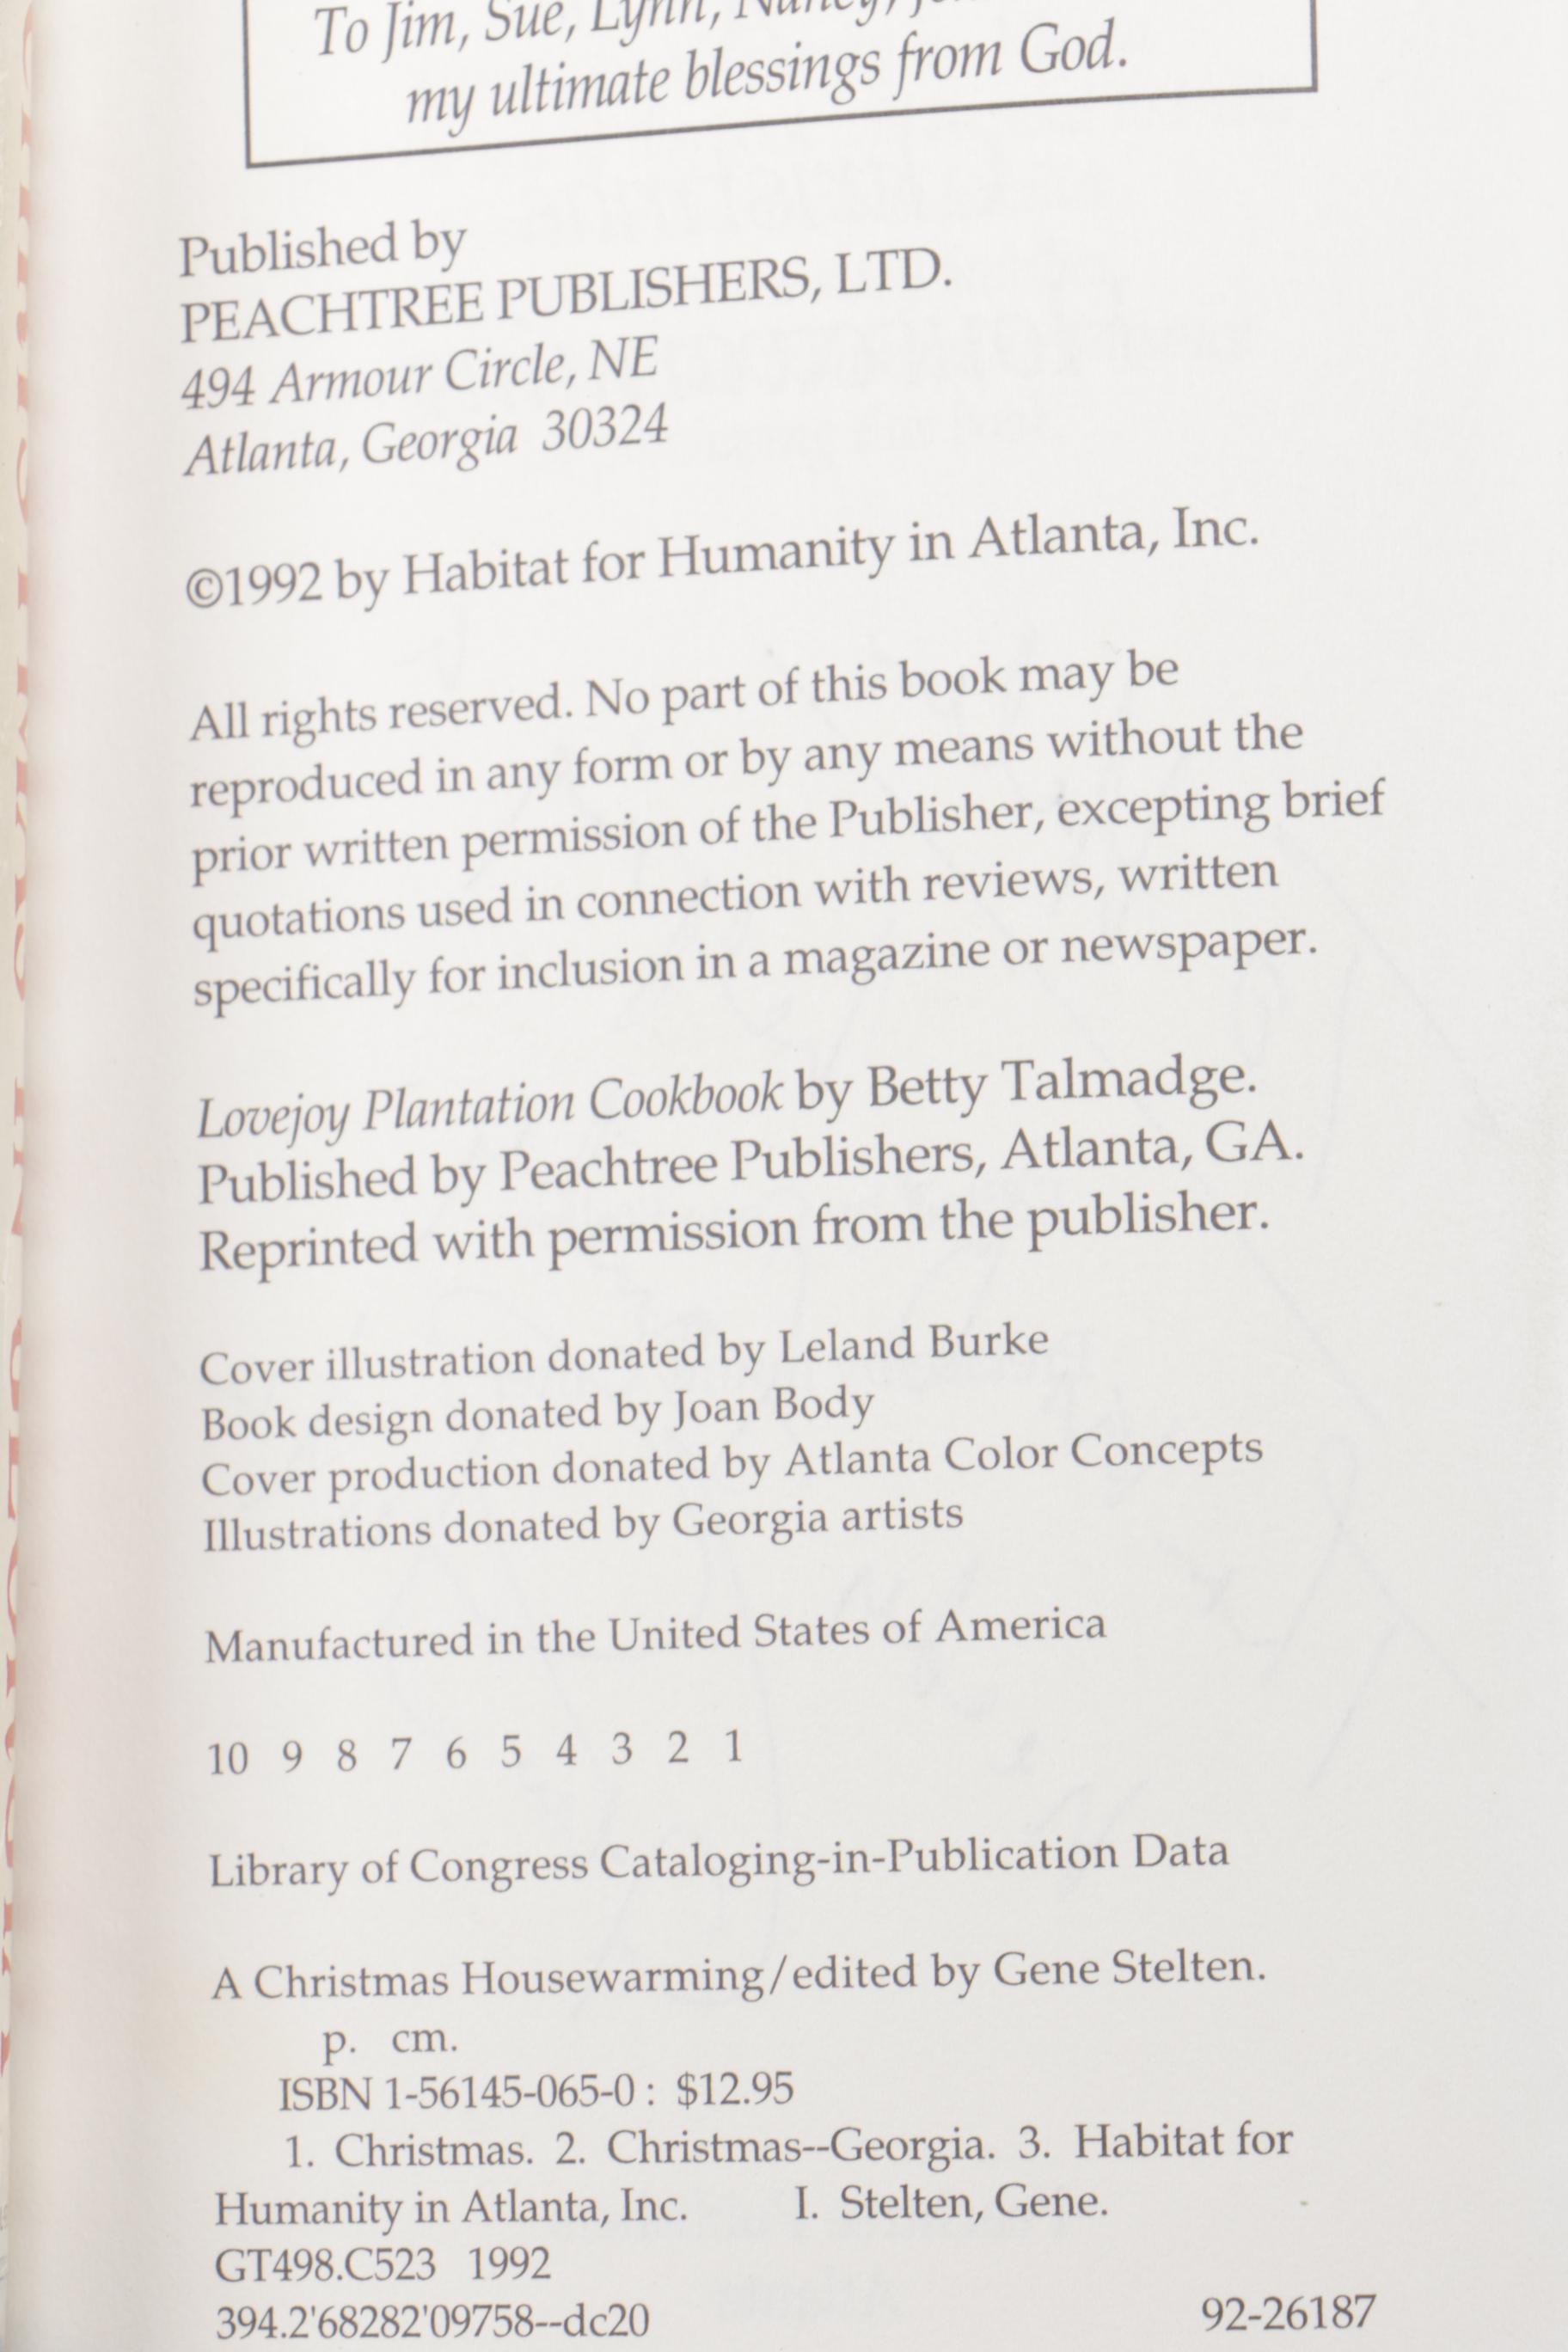 To Jim, Sue, Lynn, Nancy,
my ultimate blessings from God.
Published by
PEACHTREE PUBLISHERS, LTD.
494 Armour Circle, NE
Atlanta, Georgia 30324
©1992 by Habitat for Humanity in Atlanta, Inc.
All rights reserved. No part of this book may be
reproduced in any form or by any means without the
prior written permission of the Publisher, excepting brief
quotations used in connection with reviews, written
specifically for inclusion in a magazine or newspaper.
Lovejoy Plantation Cookbook by Betty Talmadge.
Published by Peachtree Publishers, Atlanta, GA.
Reprinted with permission from the publisher.
Cover illustration donated by Leland Burke
Book design donated by Joan Body
Cover production donated by Atlanta Color Concepts
Illustrations donated by Georgia artists
Manufactured in the United States of America
10 9 8 7 6 5 4 3 2 1
Library of Congress Cataloging-in-Publication Data
A Christmas Housewarming/edited by Gene Stelten.
p. cm.
ISBN 1-56145-065-0 : $12.95
1. Christmas. 2. Christmas--Georgia. 3. Habitat for
Humanity in Atlanta, Inc. I. Stelten, Gene.
GT498.C523 1992
394.2'68282'09758--dc20 92-26187